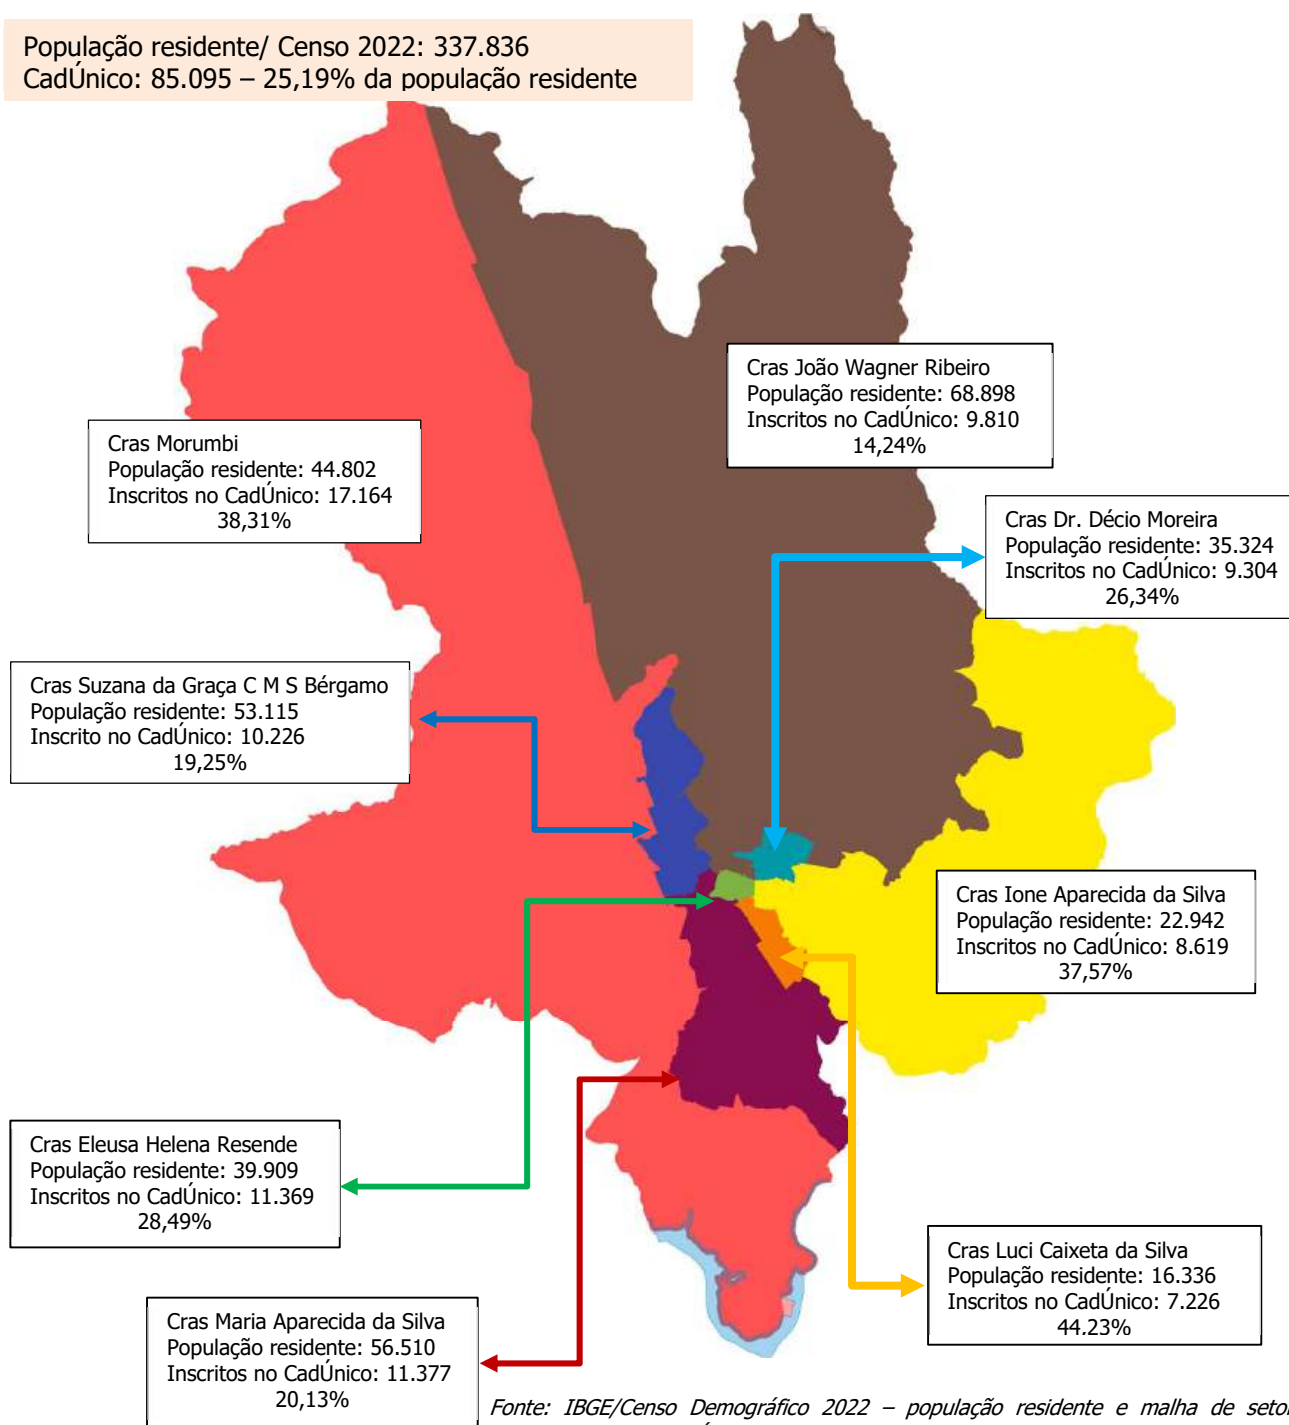 População residente/ Censo 2022: 337.836
CadÚnico: 85.095 – 25,19% da população residente
Cras João Wagner Ribeiro
População residente: 68.898
Inscritos no CadÚnico: 9.810
14,24%
Cras Morumbi
População residente: 44.802
Inscritos no CadÚnico: 17.164
38,31%
Cras Dr. Décio Moreira
População residente: 35.324
Inscritos no CadÚnico: 9.304
26,34%
Cras Suzana da Graça C M S Bérgamo
População residente: 53.115
Inscrito no CadÚnico: 10.226
19,25%
Cras Ione Aparecida da Silva
População residente: 22.942
Inscritos no CadÚnico: 8.619
37,57%
Cras Eleusa Helena Resende
População residente: 39.909
Inscritos no CadÚnico: 11.369
28,49%
Cras Luci Caixeta da Silva
População residente: 16.336
Inscritos no CadÚnico: 7.226
44.23%
Cras Maria Aparecida da Silva
População residente: 56.510
Inscritos no CadÚnico: 11.377
20,13%
Fonte: IBGE/Censo Demográfico 2022 – população residente e malha de seto